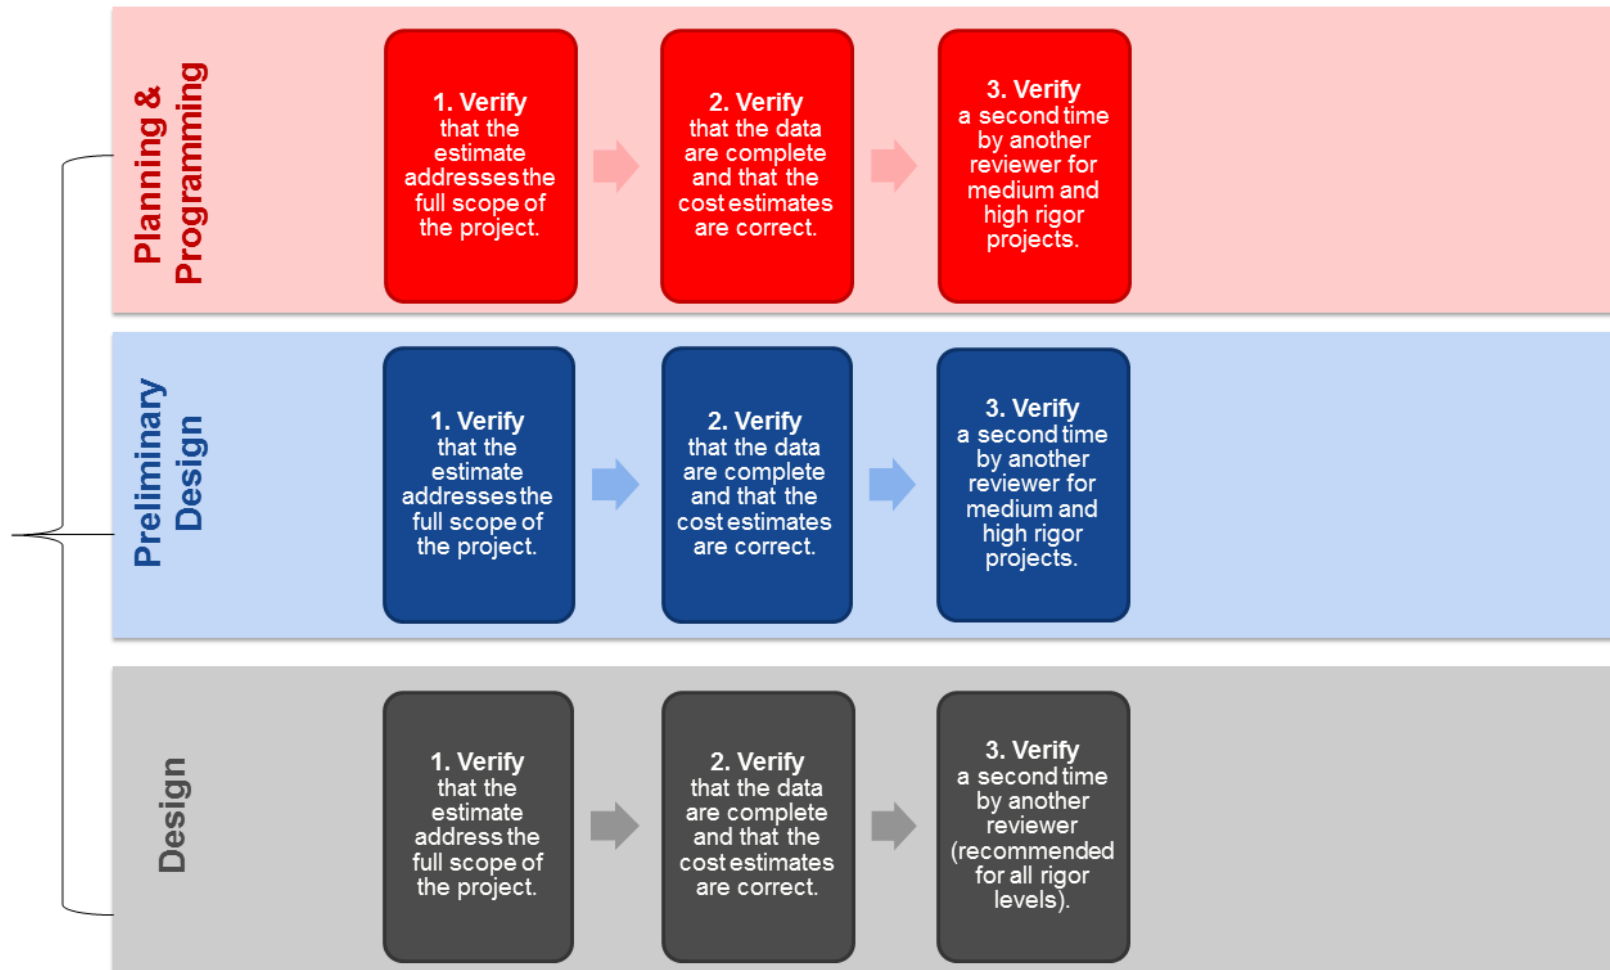 Planning &
Programming
1. Verify
that the
estimate
addresses the
full scope of
the project.
2. Verify
that the data
are complete
and that the
cost estimates
are correct.
3. Verify
a second time
by another
reviewer for
medium and
high rigor
projects.
Preliminary
Design
1. Verify
that the
estimate
addresses the
full scope of
the project.
2. Verify
that the data
are complete
and that the
cost estimates
are correct.
3. Verify
a second time
by another
reviewer for
medium and
high rigor
projects.
Design
1. Verify
that the
estimate
address the
full scope of
the project.
2. Verify
that the data
are complete
and that the
cost estimates
are correct.
3. Verify
a second time
by another
reviewer
(recommended
for all rigor
levels).